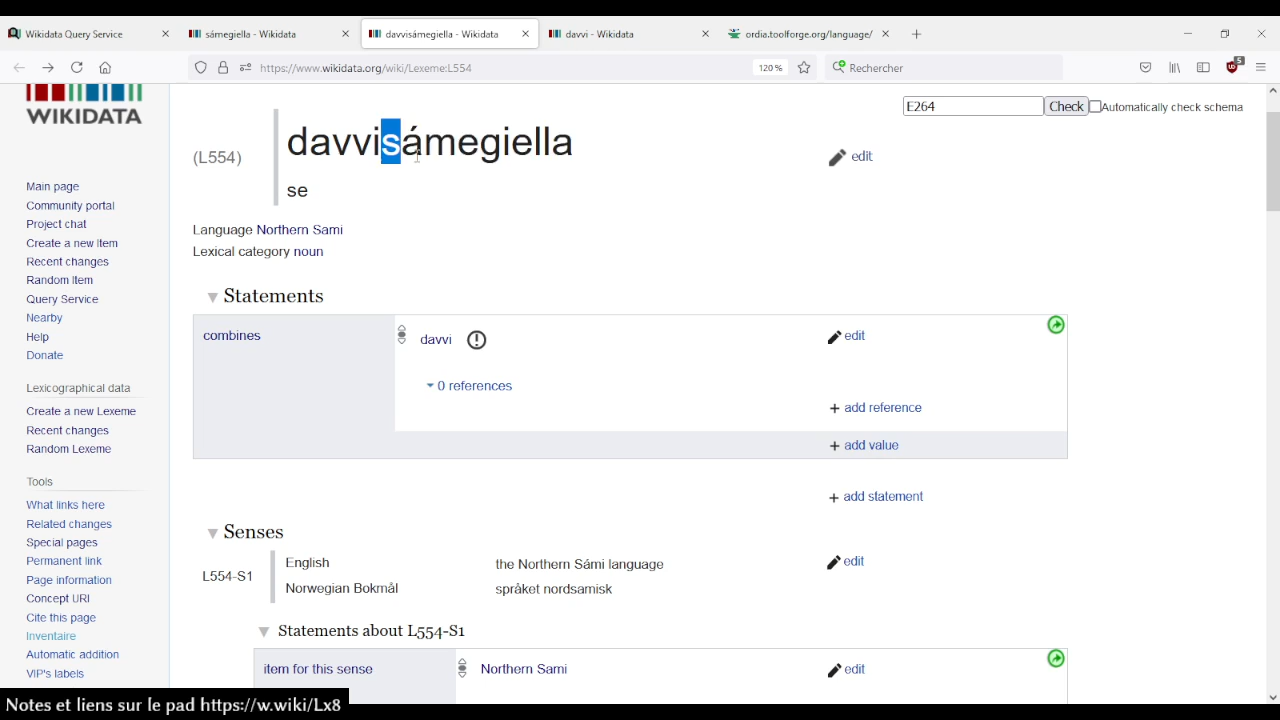 Wikidata Query Service
sámegiella - Wikidata
davvisámegiella - Wikidata
davvi - Wikidata
ordia.toolforge.org/language/
https://www.wikidata.org/wiki/Lexeme:L554
120 %
Rechercher
5
WIKIDATA
E264
Check
Automatically check schema
(L554)
davvisámegiella
edit
se
Language Northern Sami
Lexical category noun
Main page
Community portal
Project chat
Create a new Item
Recent changes
Random Item
Query Service
Nearby
Help
Donate
Lexicographical data
Create a new Lexeme
Recent changes
Random Lexeme
Tools
What links here
Related changes
Special pages
Permanent link
Page information
Concept URI
Cite this page
Inventaire
Automatic addition
VIP's labels
Statements
combines
davvi
edit
0 references
+ add reference
+ add value
+ add statement
Senses
L554-S1
English
the Northern Sámi language
edit
Norwegian Bokmål
språket nordsamisk
Statements about L554-S1
item for this sense
Northern Sami
edit
Notes et liens sur le pad https://w.wiki/Lx8